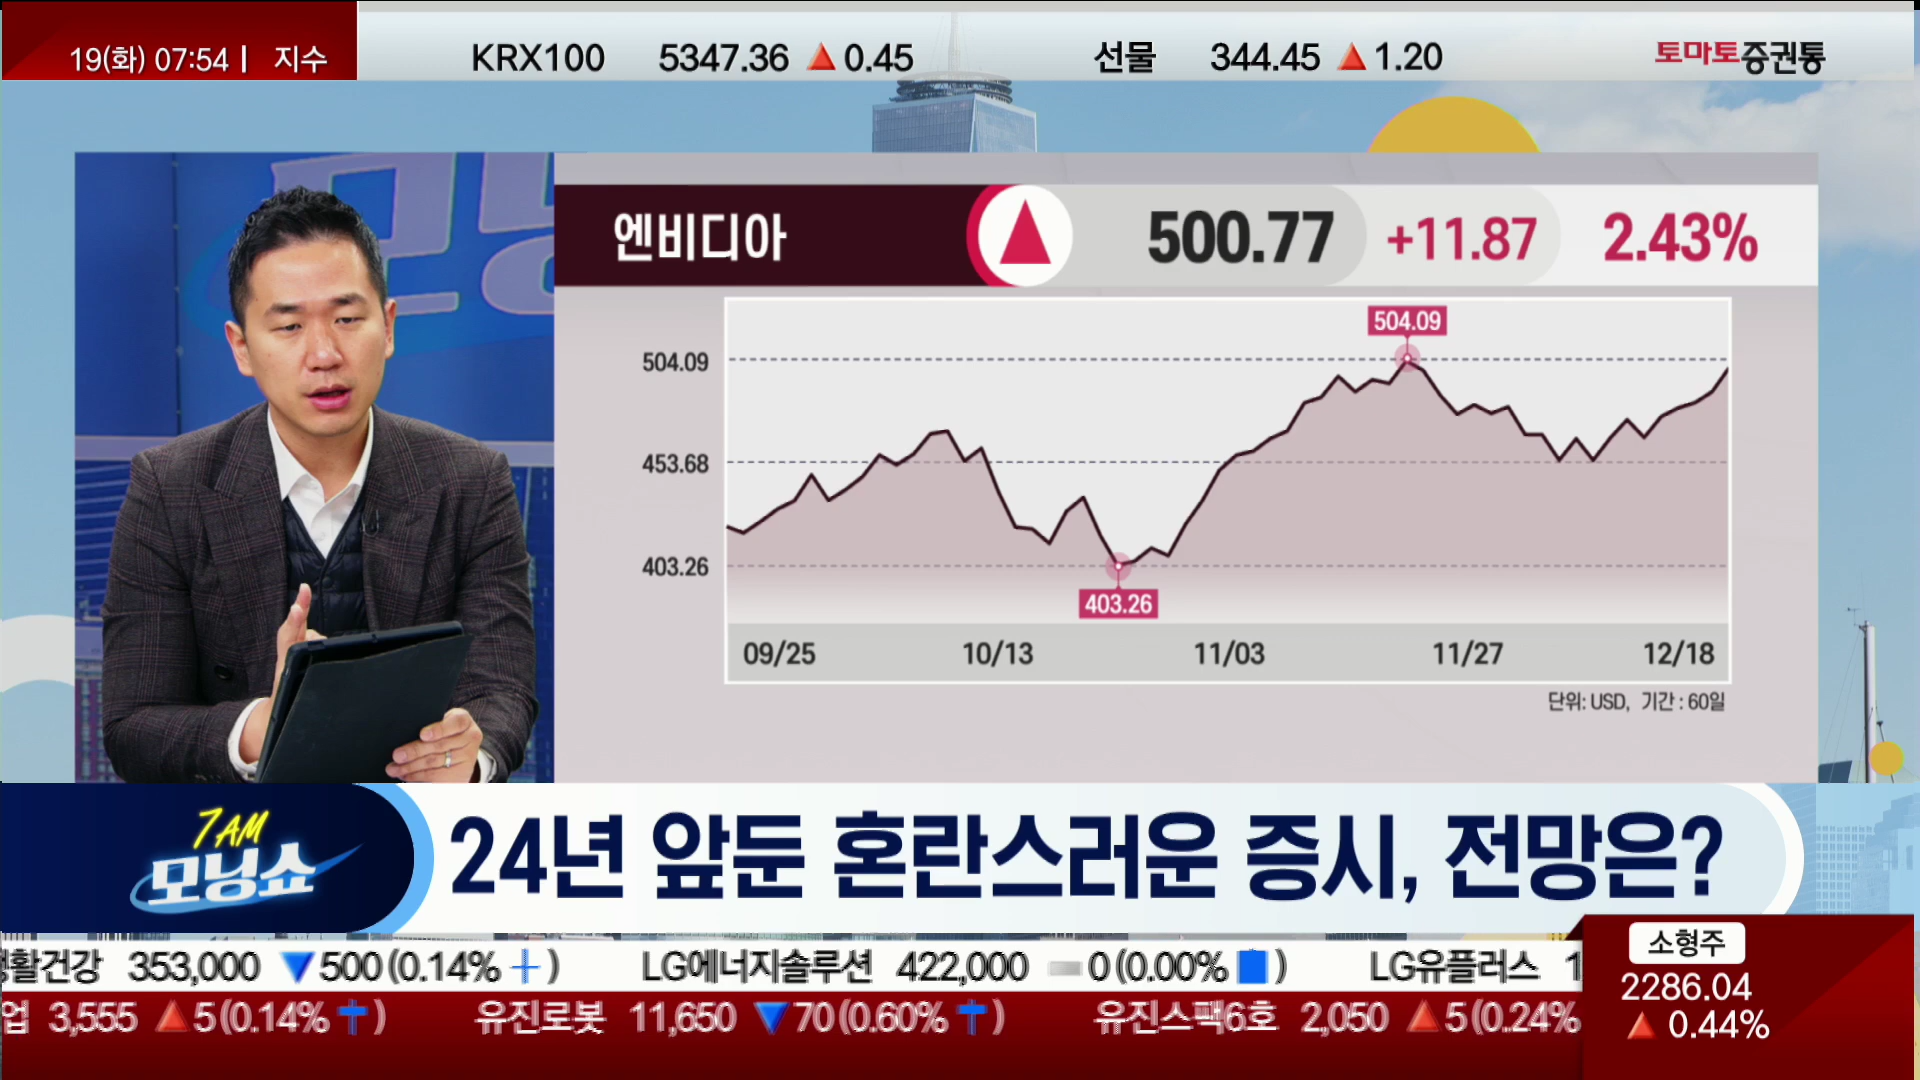 19(화) 07:54 | 지수 KRX100 5347.36 ▲ 0.45 선물 344.45 ▲ 1.20 토마토증권통
엔비디아 ▲ 500.77 +11.87 2.43%
504.09
504.09
453.68
403.26
403.26
09/25 10/13 11/03 11/27 12/18
단위: USD, 기간 : 60일
7AM
모닝쇼
24년 앞둔 혼란스러운 증시, 전망은?
활건강 353,000 ▼ 500 (0.14% ) LG에너지솔루션 422,000 0 (0.00% ) LG유플러스 1
업 3,555 ▲ 5 (0.14% ) 유진로봇 11,650 ▼ 70 (0.60% ) 유진스팩6호 2,050 ▲ 5 (0.24%
소형주
2286.04
▲ 0.44%